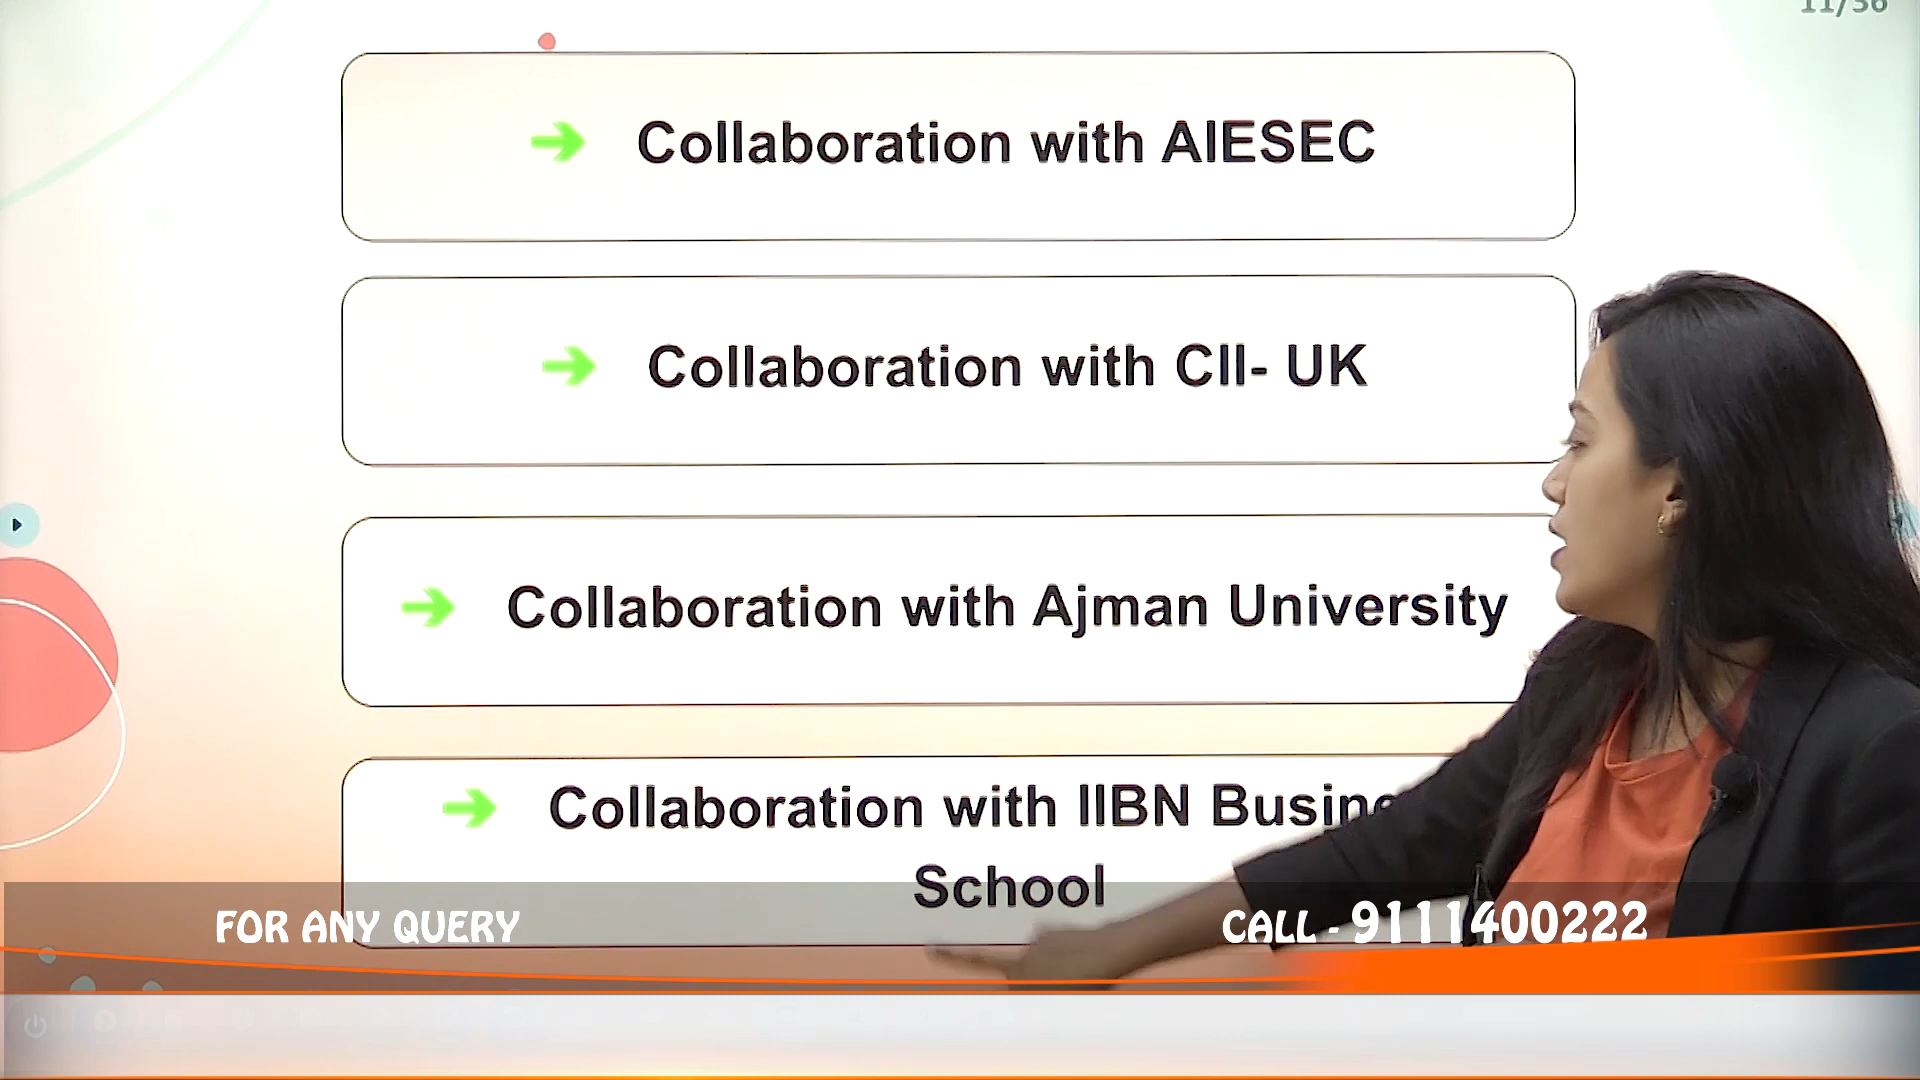 Collaboration with AIESEC
Collaboration with CII- UK
Collaboration with Ajman University
Collaboration with IIBN
School
FOR ANY QUERY
CALL - 9111400222